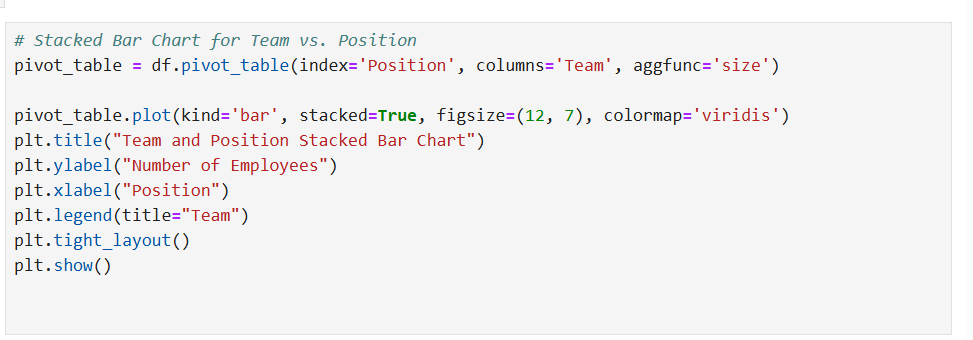 # Stacked Bar Chart for Team vs. Position
pivot_table = df.pivot_table(index='Position', columns='Team', aggfunc='size')
pivot_table.plot(kind='bar', stacked=True, figsize=(12, 7), colormap='viridis')
plt.title("Team and Position Stacked Bar Chart")
plt.ylabel("Number of Employees")
plt.xlabel("Position")
plt.legend(title="Team")
plt.tight_layout()
plt.show()